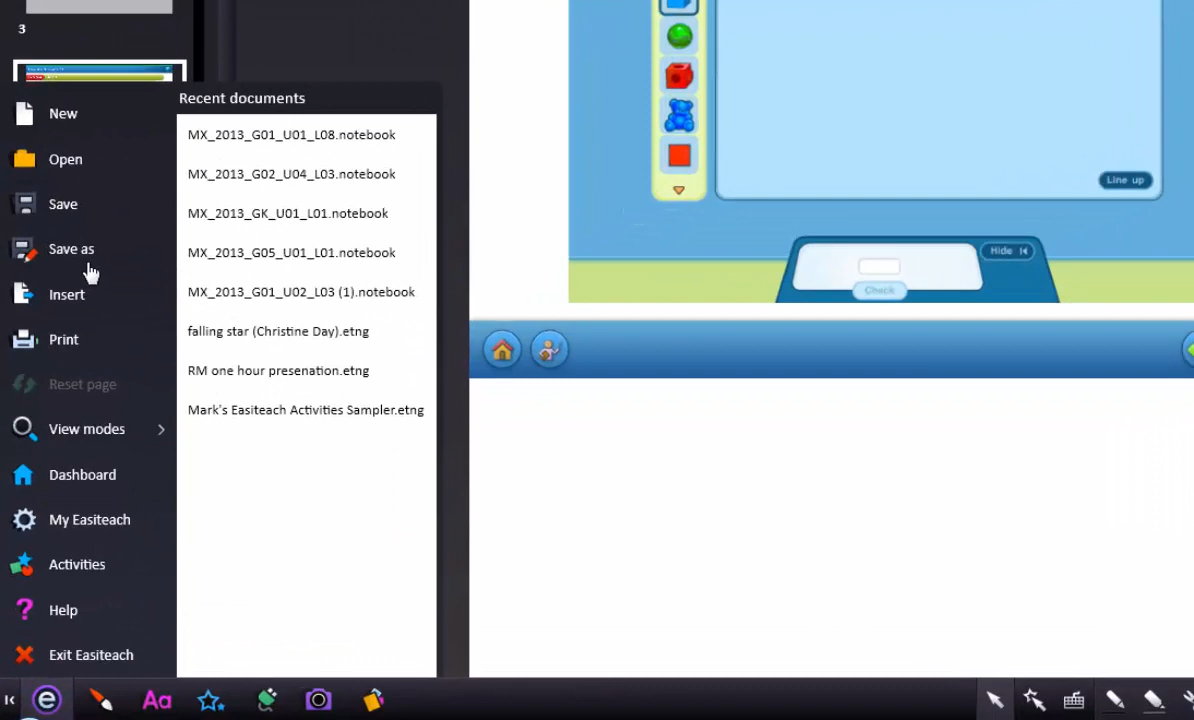 3
New
Open
Save
Save as
Insert
Print
Reset page
View modes
Dashboard
My Easiteach
Activities
Help
Exit Easiteach
Recent documents
MX_2013_G01_U01_L08.notebook
MX_2013_G02_U04_L03.notebook
MX_2013_GK_U01_L01.notebook
MX_2013_G05_U01_L01.notebook
MX_2013_G01_U02_L03 (1).notebook
falling star (Christine Day).etng
RM one hour presenation.etng
Mark's Easiteach Activities Sampler.etng
Line up
Hide
Check
e
Aa